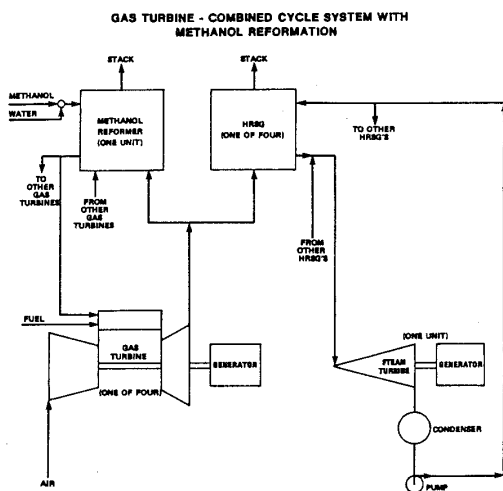 GAS TURBINE - COMBINED CYCLE SYSTEM WITH
METHANOL REFORMATION
STACK
STACK
METHANOL
WATER
METHANOL
REFORMER
(ONE UNIT)
HRSG
(ONE OF FOUR)
TO OTHER
HRSG'S
TO
OTHER
GAS
TURBINES
FROM
OTHER
GAS
TURBINES
FROM
OTHER
HRSG'S
FUEL
GAS
TURBINE
(ONE OF FOUR)
GENERATOR
(ONE UNIT)
STEAM
TURBINE
GENERATOR
CONDENSER
AIR
PUMP